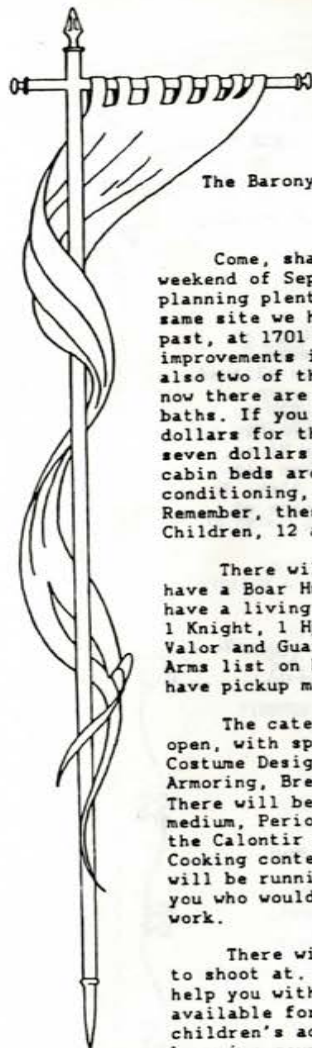 The Barony
Come, sha
weekend of Sep
planning plent
same site we h
past, at 1701
improvements i
also two of th
now there are
baths. If you
dollars for th
seven dollars
cabin beds are
conditioning,
Remember, thes
Children, 12 a
There wi
have a Boar H
have a living
1 Knight, 1 H
Valor and Gua
Arms list on
have pickup m
The cate
open, with sp
Costume Desig
Armoring, Bre
There will be
medium, Perio
the Calontir
Cooking conte
will be runni
you who would
work.
There wi
to shoot at.
help you with
available for
children's ac